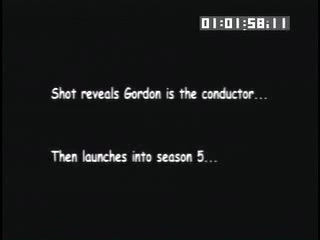 01:01:58:11
Shot reveals Gordon is the conductor...
Then launches into season 5...